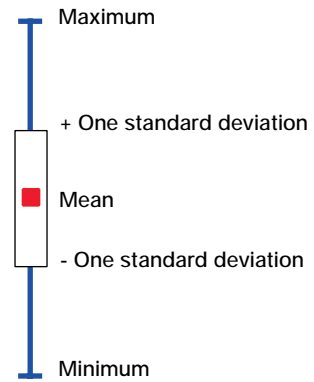 Maximum
+ One standard deviation
Mean
- One standard deviation
Minimum